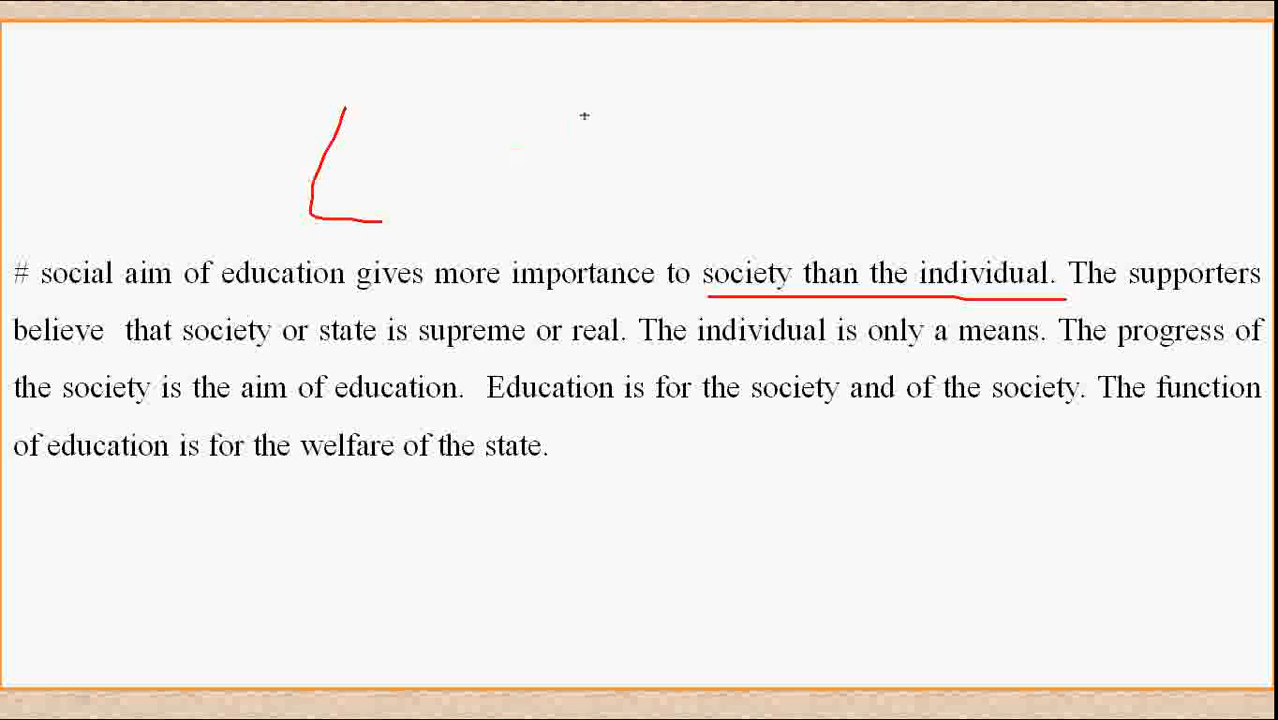 # social aim of education gives more importance to society than the individual. The supporters
believe that society or state is supreme or real. The individual is only a means. The progress of
the society is the aim of education. Education is for the society and of the society. The function
of education is for the welfare of the state.